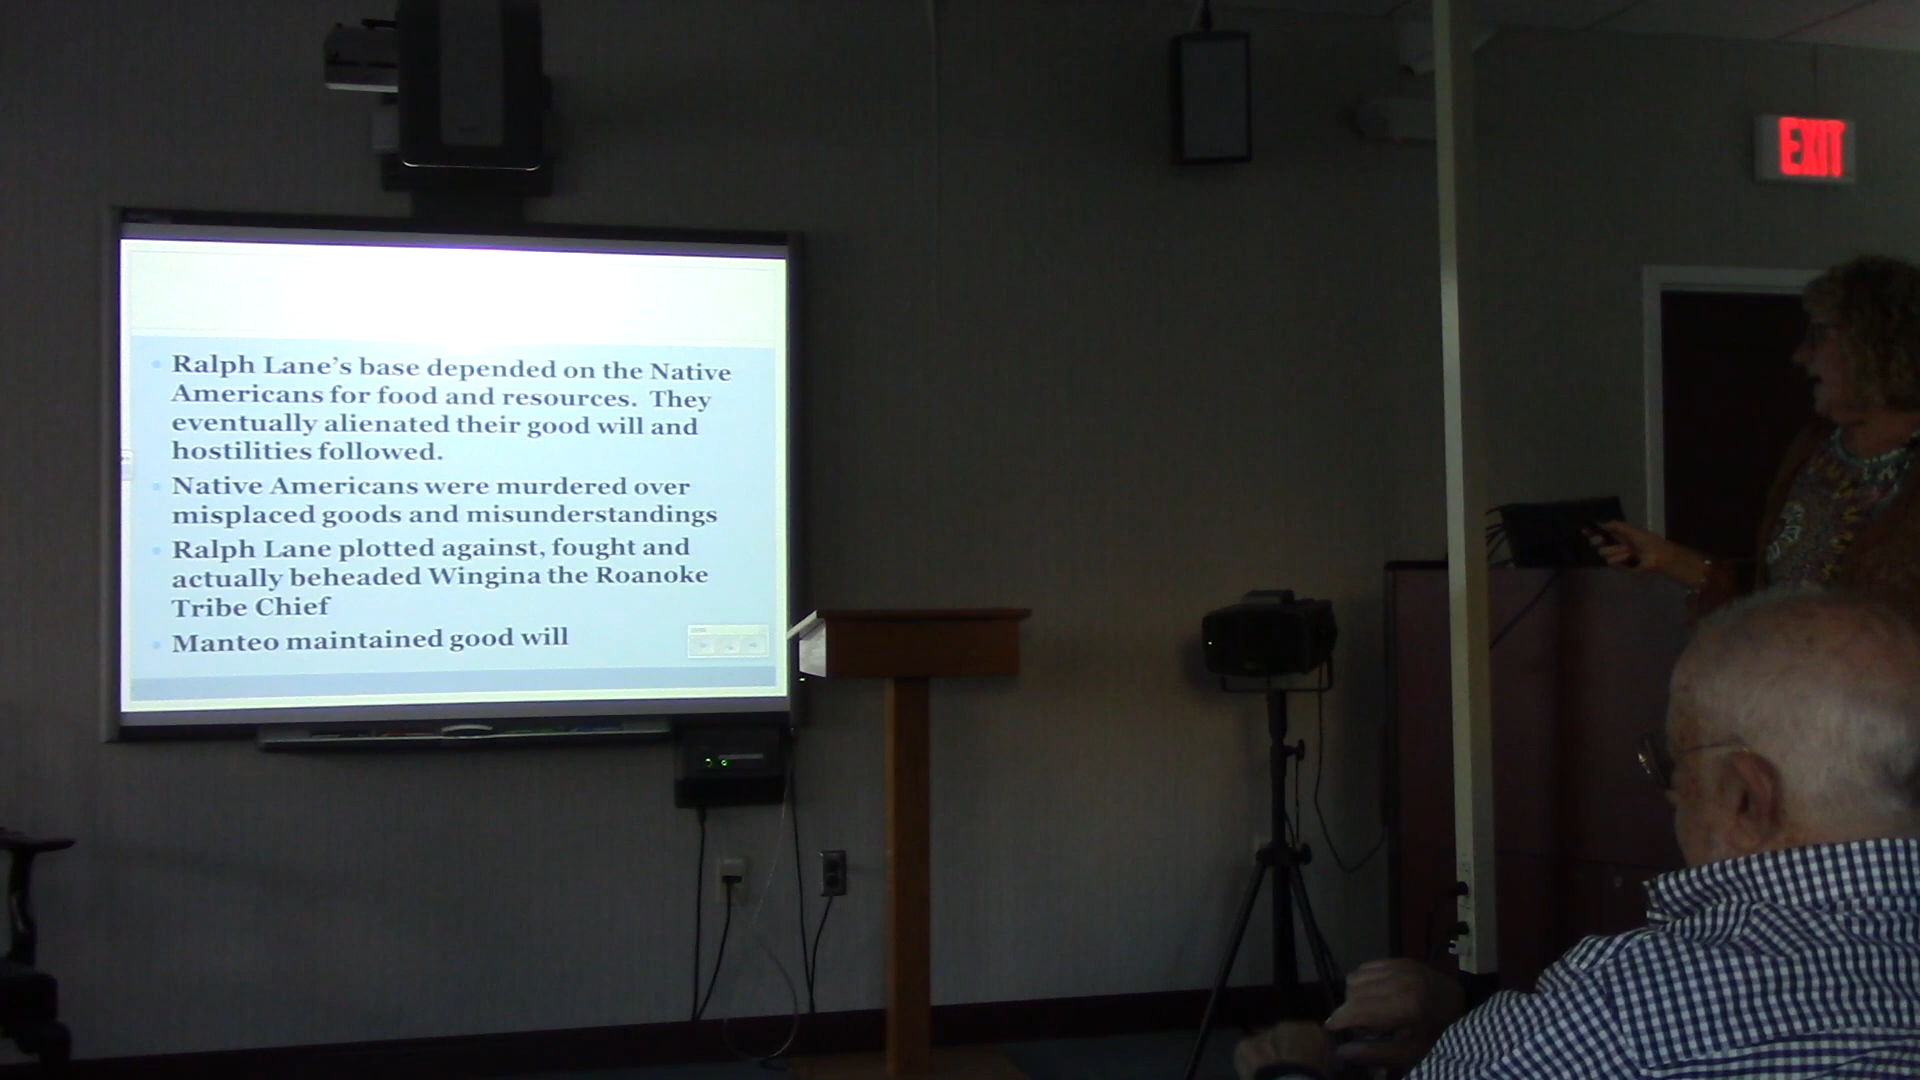 EXIT
Ralph Lane's base depended on the Native
Americans for food and resources.  They
eventually alienated their good will and
hostilities followed.
Native Americans were murdered over
misplaced goods and misunderstandings
Ralph Lane plotted against, fought and
actually beheaded Wingina the Roanoke
Tribe Chief
Manteo maintained good will